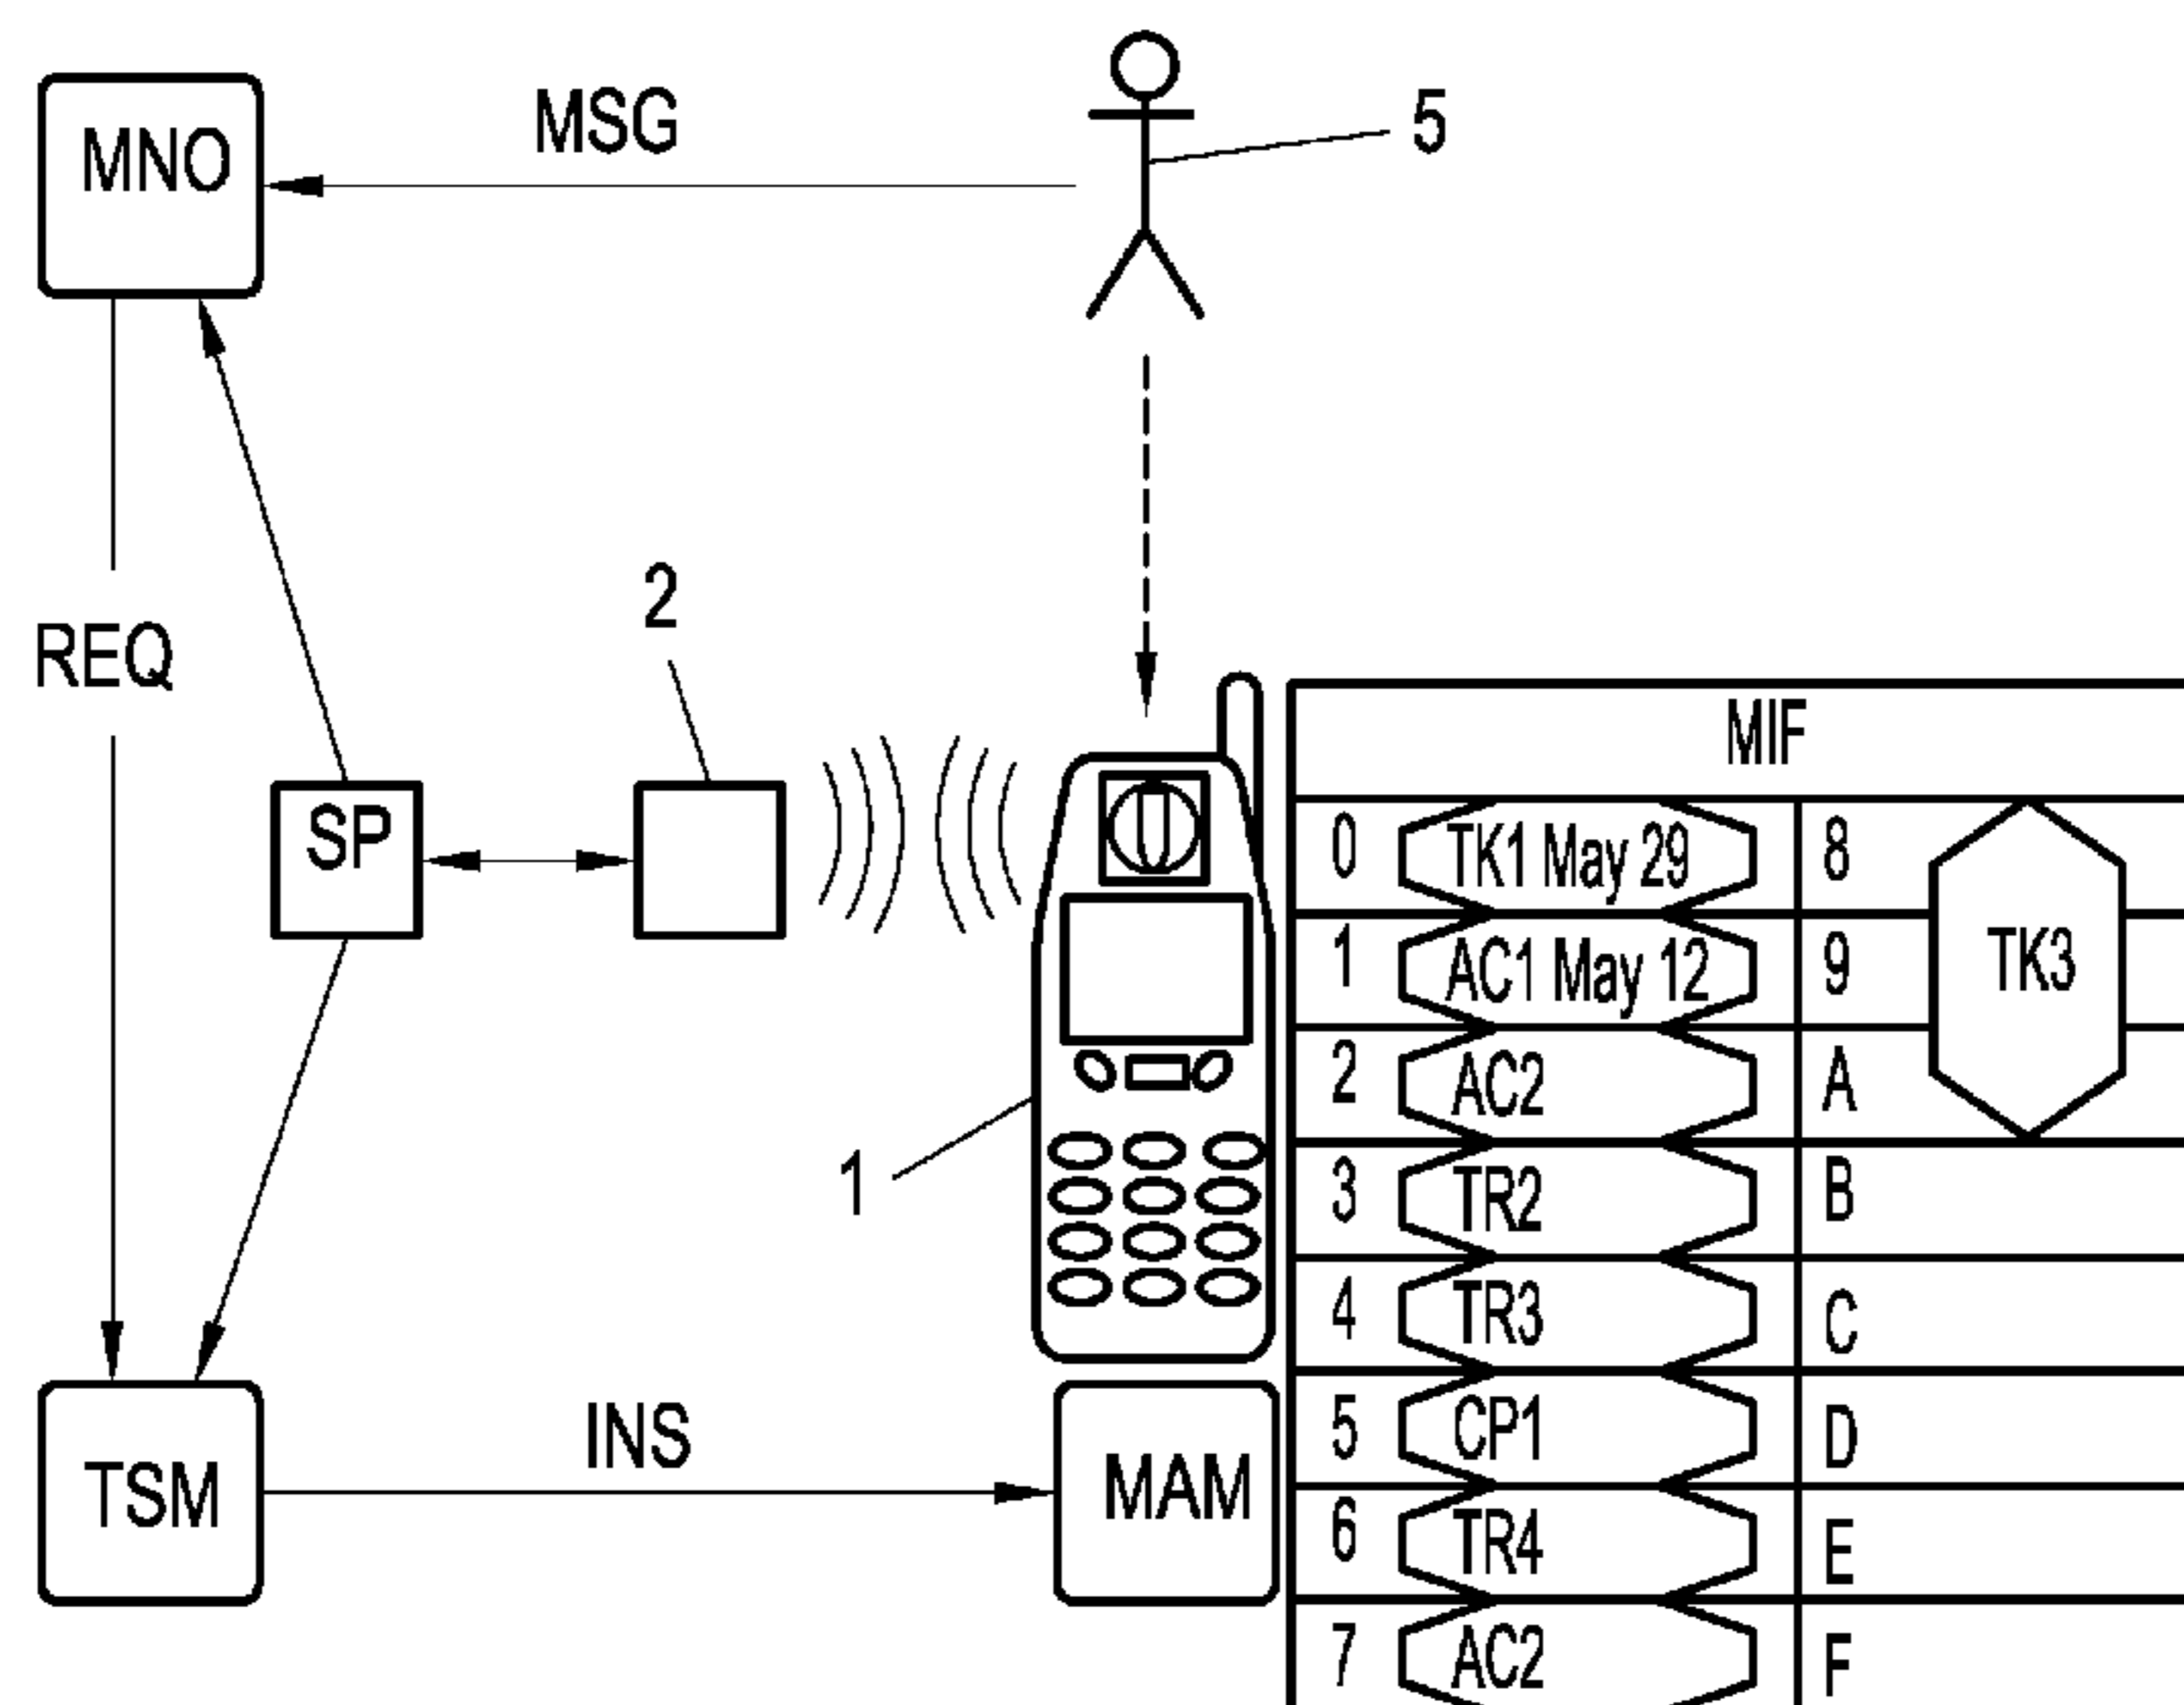 MNO
MSG
5
REQ
2
SP
1
TSM
INS
MAM
MIF
0 TK1 May 29 8
1 AC1 May 12 9 TK3
2 AC2 A
3 TR2 B
4 TR3 C
5 CP1 D
6 TR4 E
7 AC2 F